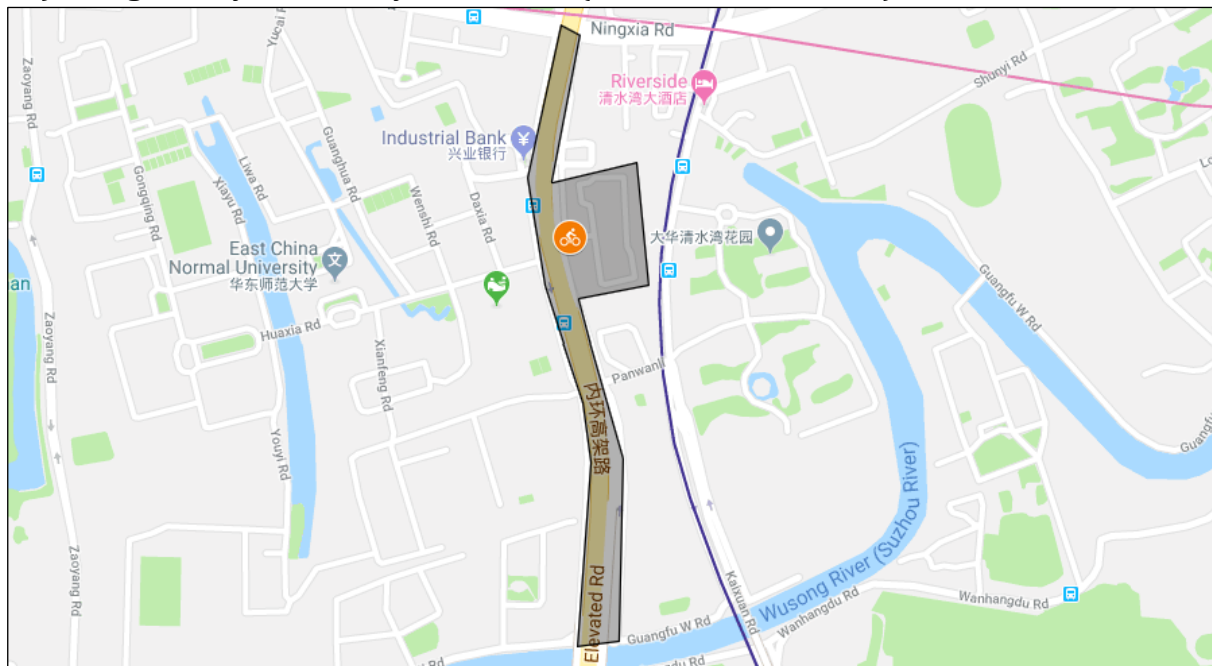 Ningxia Rd
Yucai R
Zaoyang Rd
Riverside
清水湾大酒店
Shunyi Rd
Industrial Bank
兴业银行
Guanghua Rd
Liwa Rd
Gongqing Rd
Xiayu Rd
Wenshi Rd
Daxia Rd
Lo
East China
Normal University
华东师范大学
大华清水湾花园
an
Guangfu W Rd
Zaoyang Rd
Huaxia Rd
Xianfeng Rd
Panwanli
内环高架路
Youyi Rd
Guangfu
Wusong River (Suzhou River)
Zaoyang Rd
Elevated Rd
Kaixuan Rd
Guangfu W Rd
Wanhangdu Rd
Wanhangdu Rd